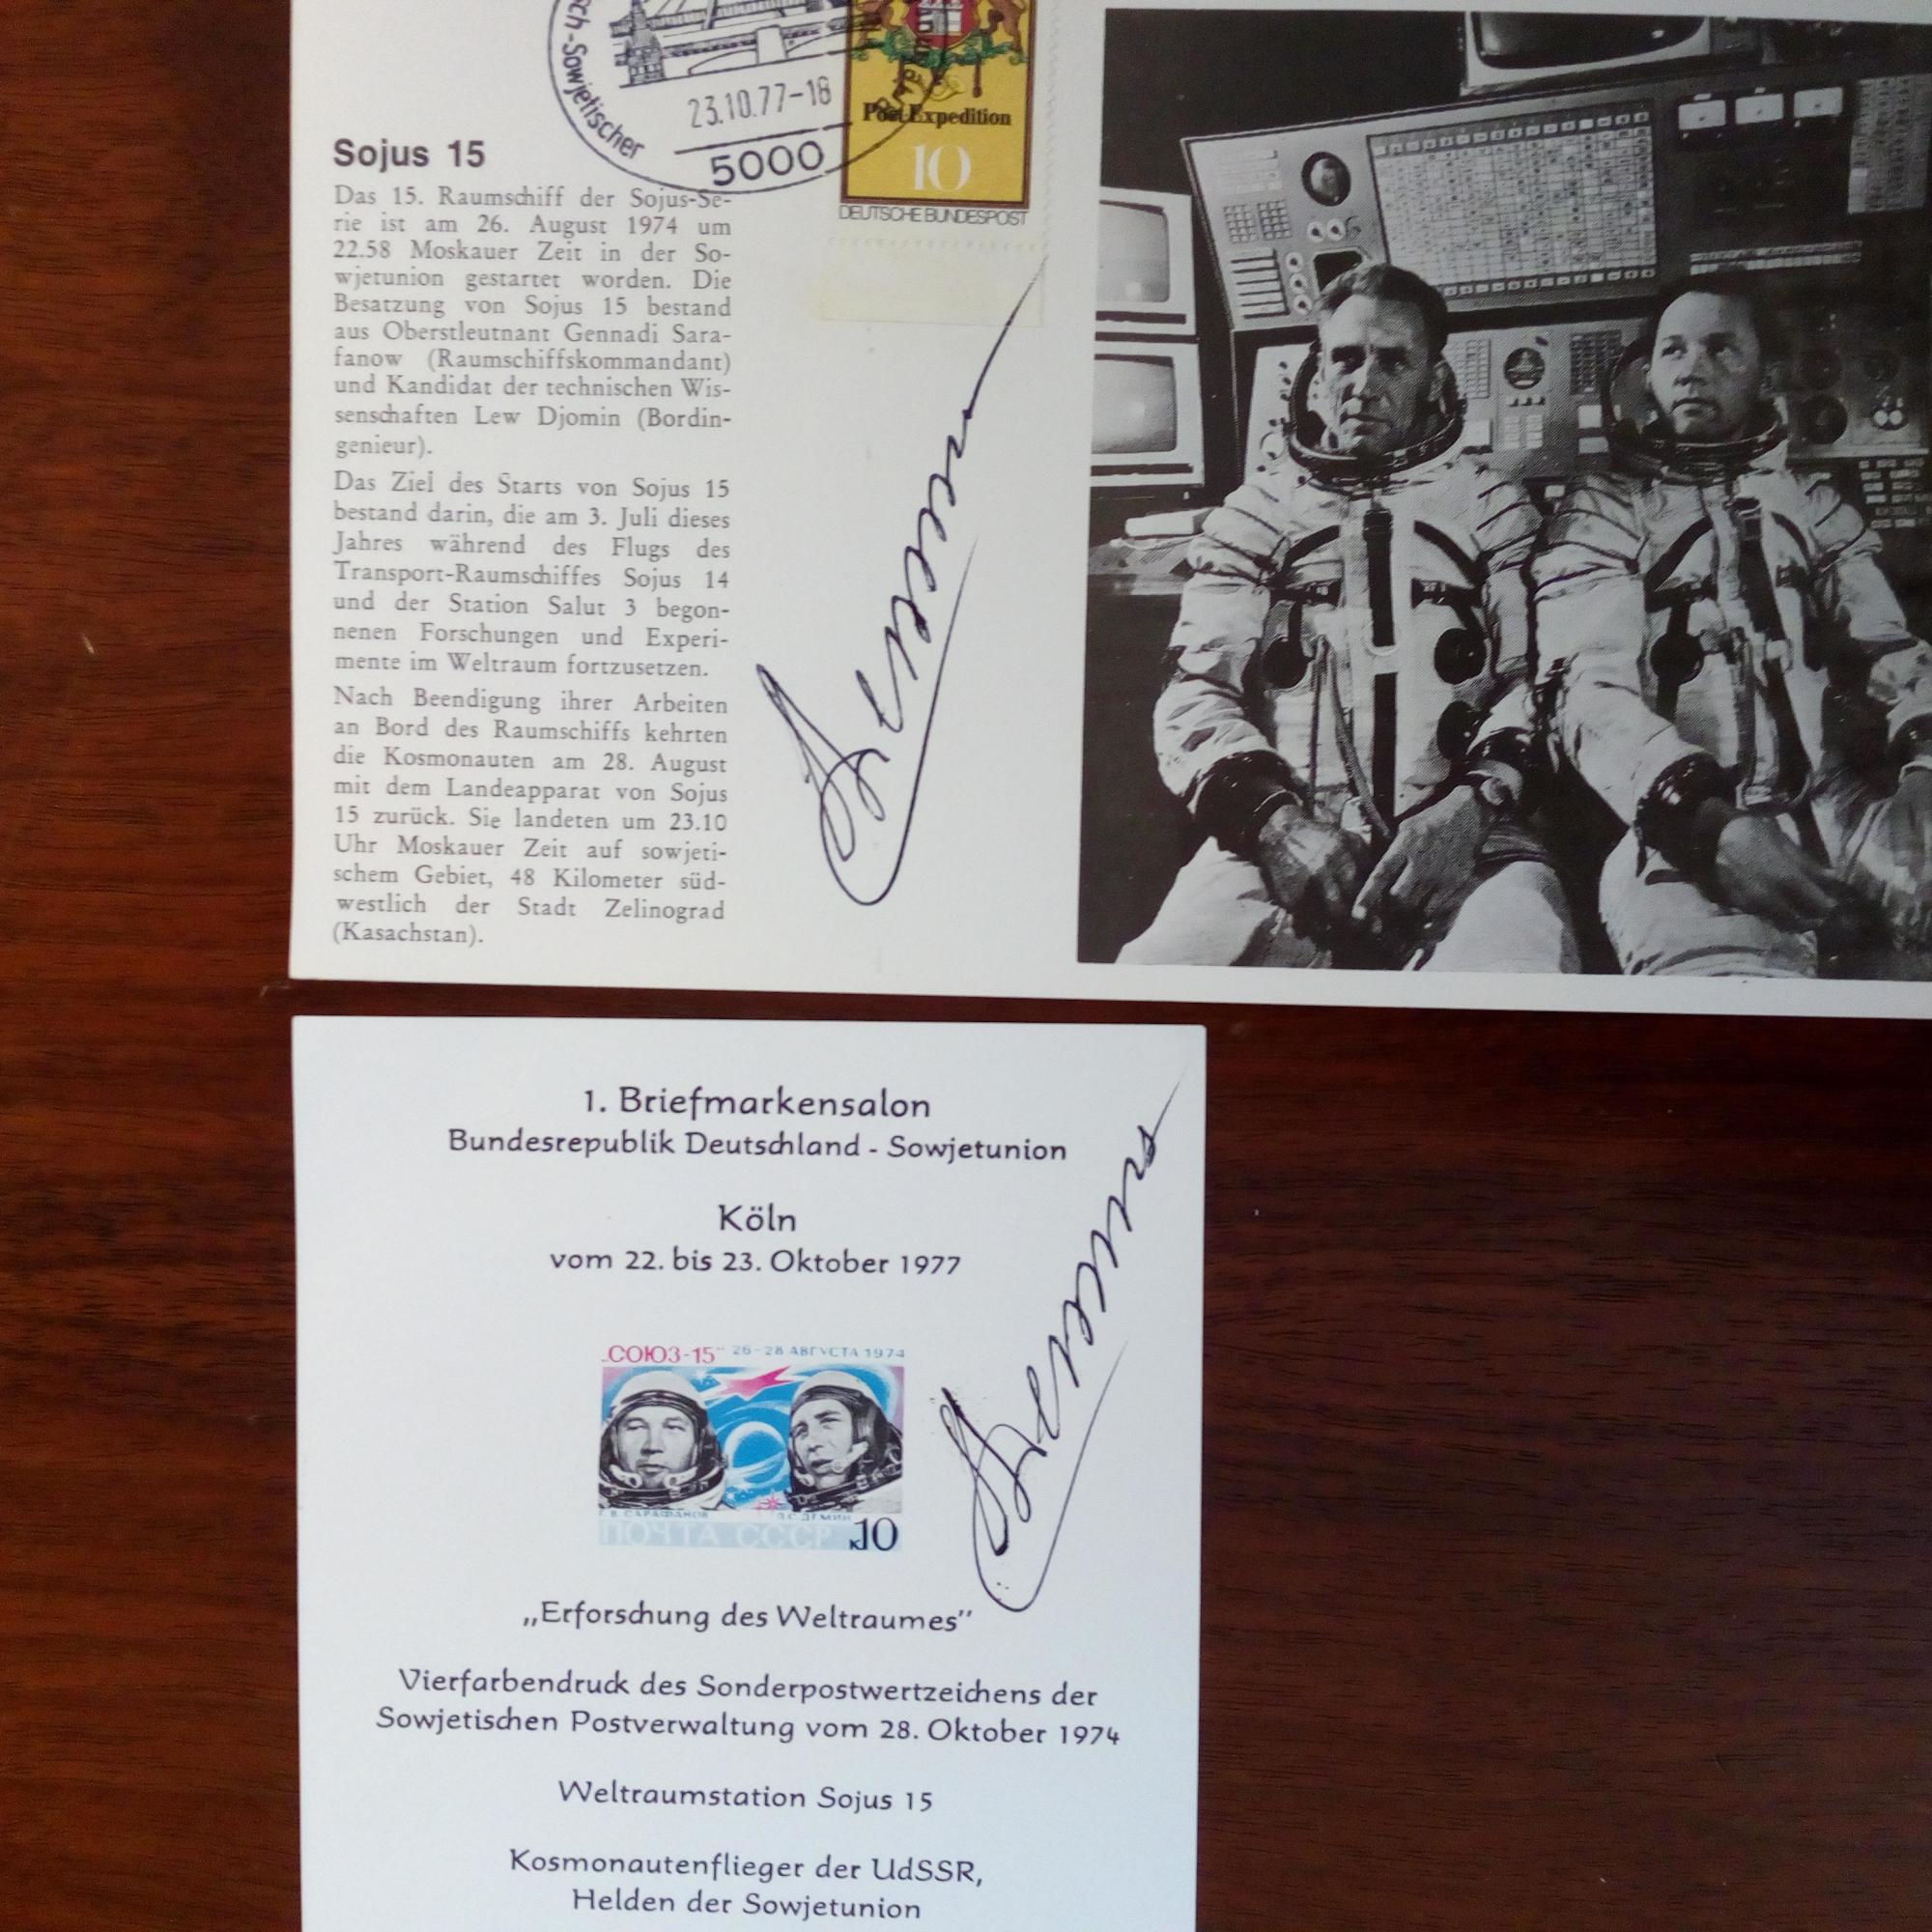 sch-Sowjetischer
23.10.77-18
5000
Post Expedition
10
DEUTSCHE BUNDESPOST
Sojus 15
Das 15. Raumschiff der Sojus-Se-
rie ist am 26. August 1974 um
22.58 Moskauer Zeit in der So-
wjetunion gestartet worden. Die
Besatzung von Sojus 15 bestand
aus Oberstleutnant Gennadi Sara-
fanow (Raumschiffskommandant)
und Kandidat der technischen Wis-
senschaften Lew Djomin (Bordin-
genieur).
Das Ziel des Starts von Sojus 15
bestand darin, die am 3. Juli dieses
Jahres während des Flugs des
Transport-Raumschiffes Sojus 14
und der Station Salut 3 begon-
nenen Forschungen und Experi-
mente im Weltraum fortzusetzen.
Nach Beendigung ihrer Arbeiten
an Bord des Raumschiffs kehrten
die Kosmonauten am 28. August
mit dem Landeapparat von Sojus
15 zurück. Sie landeten um 23.10
Uhr Moskauer Zeit auf sowjeti-
schem Gebiet, 48 Kilometer süd-
westlich der Stadt Zelinograd
(Kasachstan).
1. Briefmarkensalon
Bundesrepublik Deutschland - Sowjetunion
Köln
vom 22. bis 23. Oktober 1977
„СОЮЗ-15" 26-28 АВГУСТА 1974
Г.В.САРАФАНОВ Л.С.ДЕМИН
ПОЧТА СССР к10
„Erforschung des Weltraumes"
Vierfarbendruck des Sonderpostwertzeichens der
Sowjetischen Postverwaltung vom 28. Oktober 1974
Weltraumstation Sojus 15
Kosmonautenflieger der UdSSR,
Helden der Sowjetunion